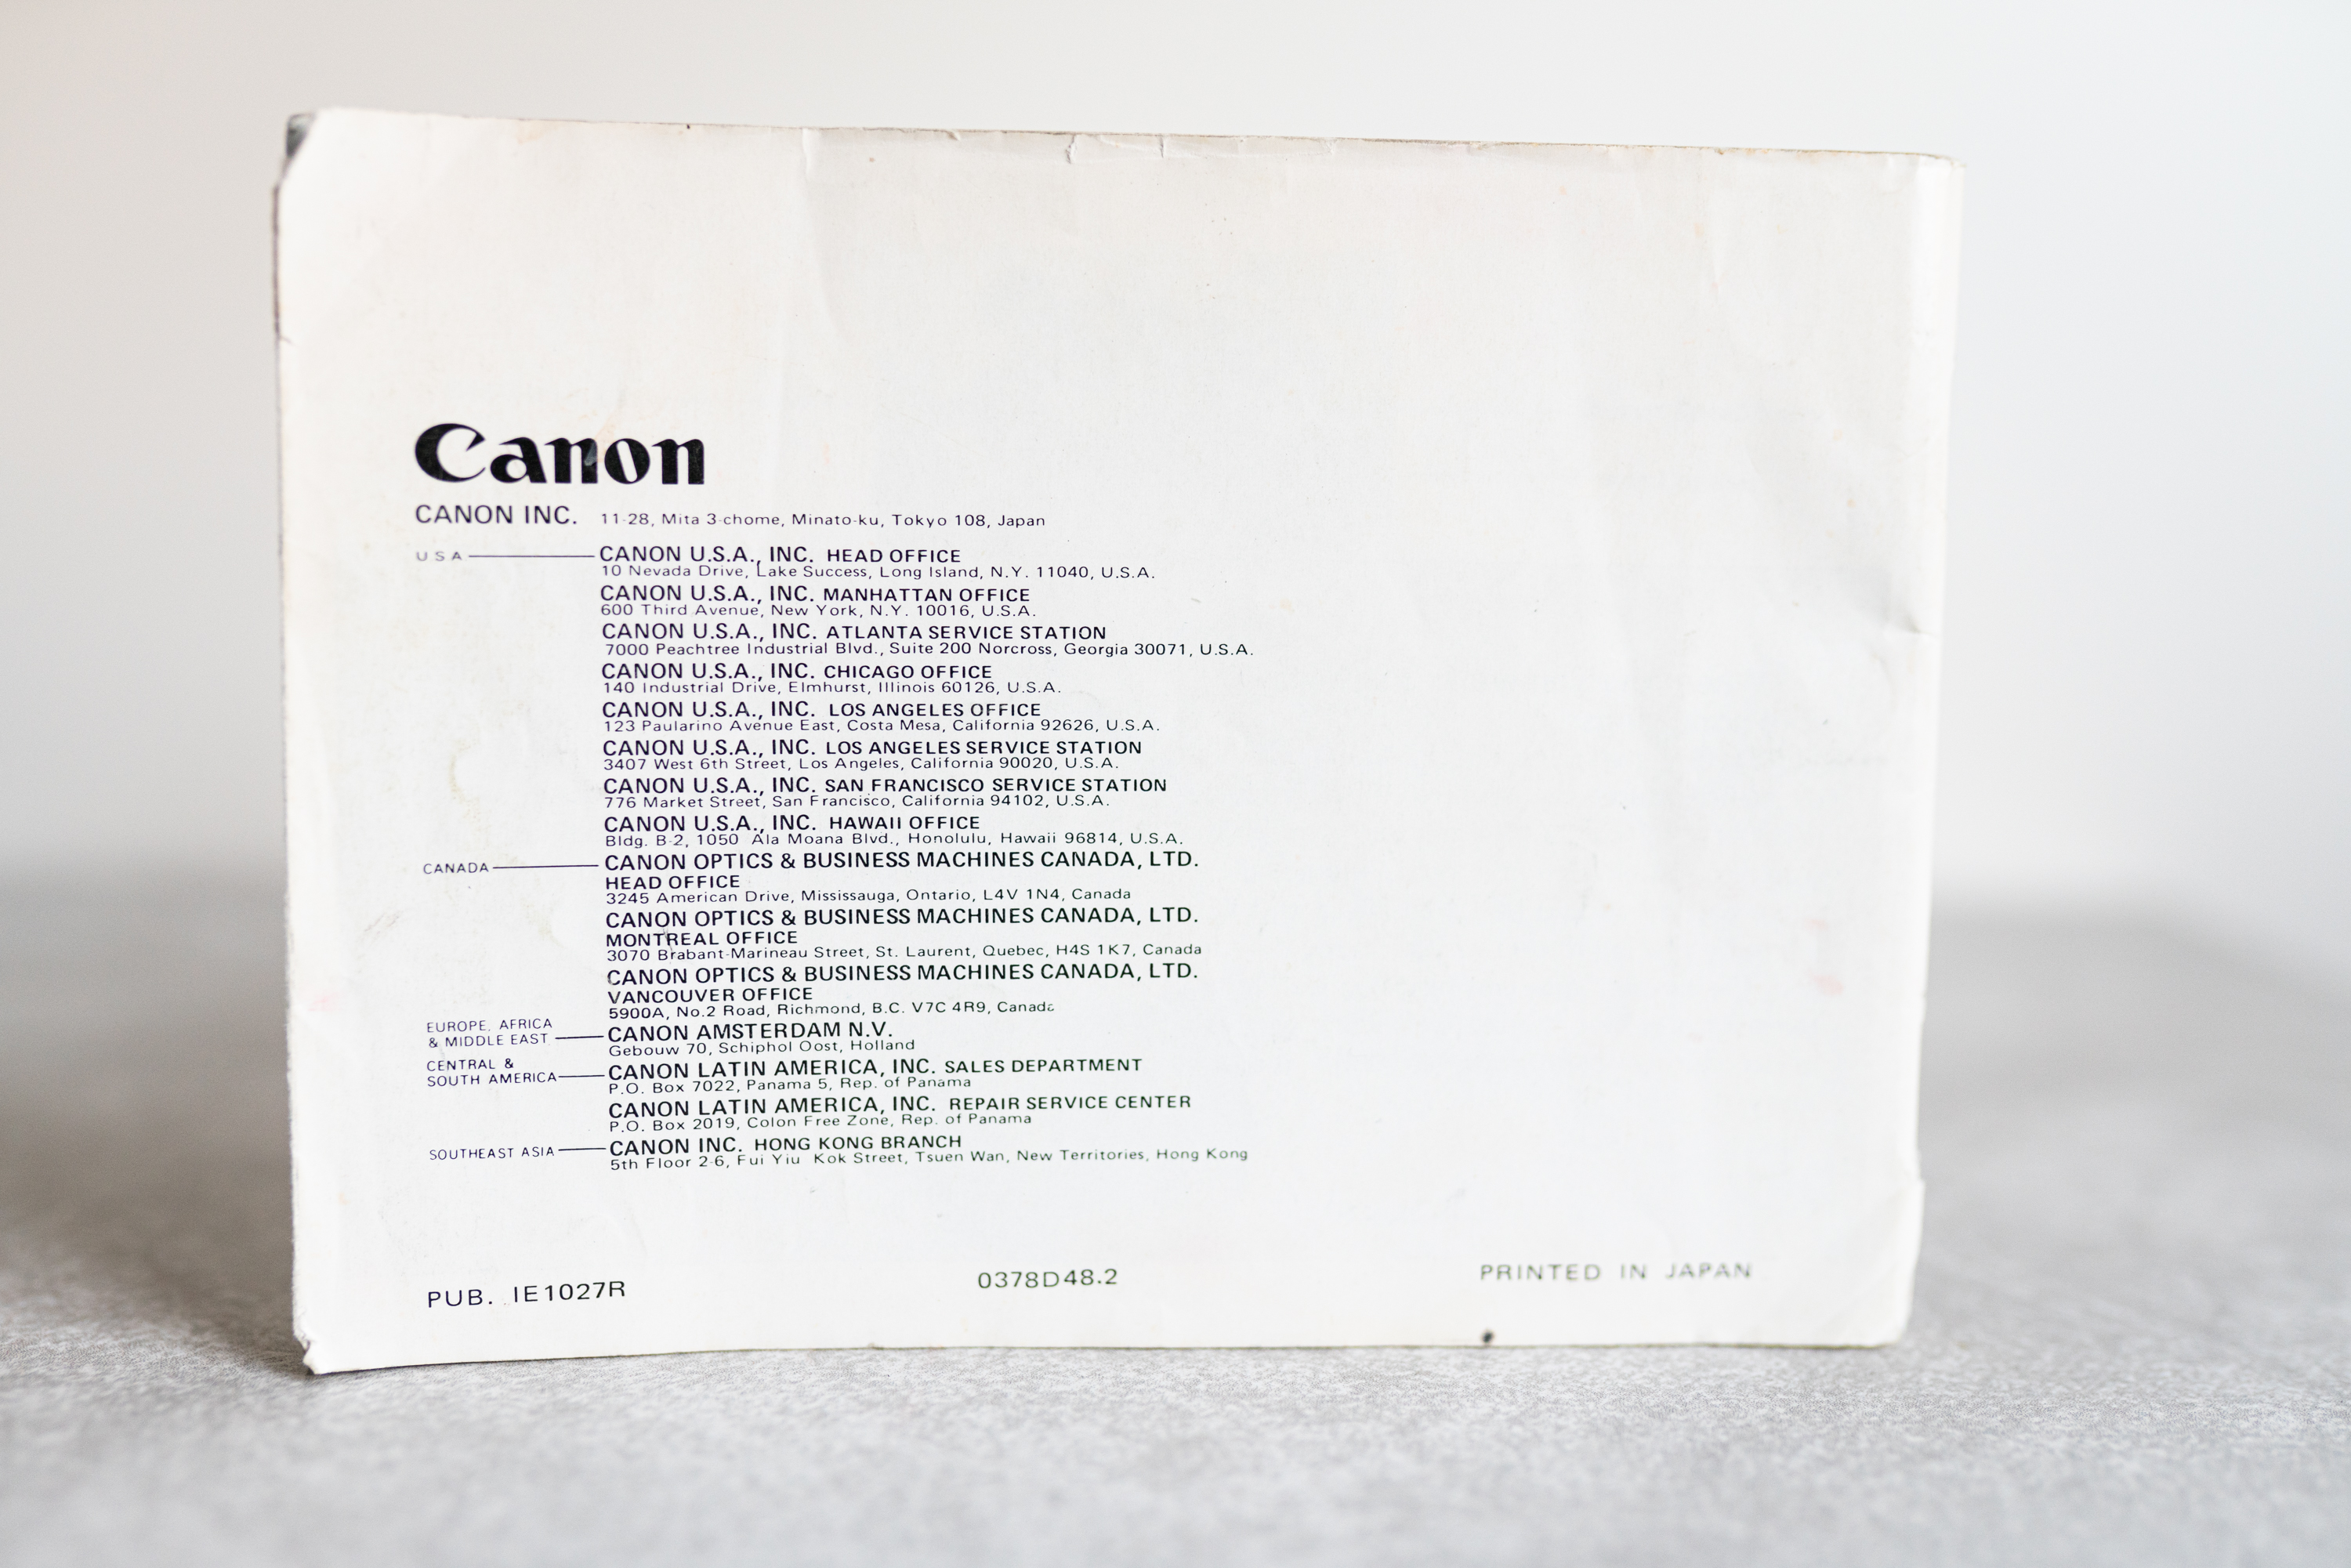 Canon
CANON INC. 11-28, Mita 3-chome, Minato-ku, Tokyo 108, Japan
USA CANON U.S.A., INC. HEAD OFFICE
10 Nevada Drive, Lake Success, Long Island, N.Y. 11040, U.S.A.
CANON U.S.A., INC. MANHATTAN OFFICE
600 Third Avenue, New York, N.Y. 10016, U.S.A.
CANON U.S.A., INC. ATLANTA SERVICE STATION
7000 Peachtree Industrial Blvd., Suite 200 Norcross, Georgia 30071, U.S.A.
CANON U.S.A., INC. CHICAGO OFFICE
140 Industrial Drive, Elmhurst, Illinois 60126, U.S.A.
CANON U.S.A., INC. LOS ANGELES OFFICE
123 Paularino Avenue East, Costa Mesa, California 92626, U.S.A.
CANON U.S.A., INC. LOS ANGELES SERVICE STATION
3407 West 6th Street, Los Angeles, California 90020, U.S.A.
CANON U.S.A., INC. SAN FRANCISCO SERVICE STATION
776 Market Street, San Francisco, California 94102, U.S.A.
CANON U.S.A., INC. HAWAII OFFICE
Bldg. B-2, 1050 Ala Moana Blvd., Honolulu, Hawaii 96814, U.S.A.
CANADA CANON OPTICS & BUSINESS MACHINES CANADA, LTD.
HEAD OFFICE
3245 American Drive, Mississauga, Ontario, L4V 1N4, Canada
CANON OPTICS & BUSINESS MACHINES CANADA, LTD.
MONTREAL OFFICE
3070 Brabant-Marineau Street, St. Laurent, Quebec, H4S 1K7, Canada
CANON OPTICS & BUSINESS MACHINES CANADA, LTD.
VANCOUVER OFFICE
5900A, No.2 Road, Richmond, B.C. V7C 4R9, Canada
EUROPE, AFRICA
& MIDDLE EAST CANON AMSTERDAM N.V.
Gebouw 70, Schiphol Oost, Holland
CENTRAL &
SOUTH AMERICA CANON LATIN AMERICA, INC. SALES DEPARTMENT
P.O. Box 7022, Panama 5, Rep. of Panama
CANON LATIN AMERICA, INC. REPAIR SERVICE CENTER
P.O. Box 2019, Colon Free Zone, Rep. of Panama
SOUTHEAST ASIA CANON INC. HONG KONG BRANCH
5th Floor 2-6, Fui Yiu Kok Street, Tsuen Wan, New Territories, Hong Kong
PUB. IE1027R 0378D48.2 PRINTED IN JAPAN